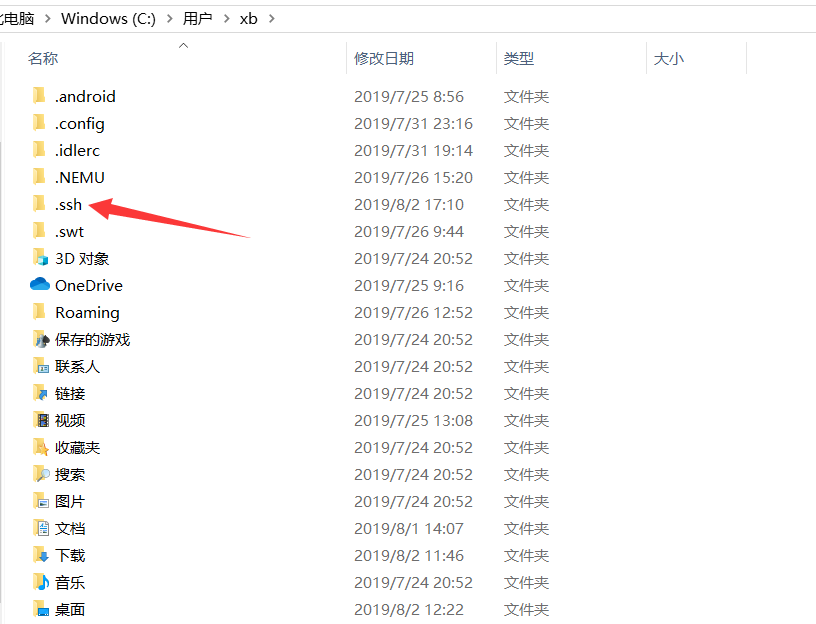 电脑 > Windows (C:) > 用户 > xb >
名称 修改日期 类型 大小
.android 2019/7/25 8:56 文件夹
.config 2019/7/31 23:16 文件夹
.idlerc 2019/7/31 19:14 文件夹
.NEMU 2019/7/26 15:20 文件夹
.ssh 2019/8/2 17:10 文件夹
.swt 2019/7/26 9:44 文件夹
3D 对象 2019/7/24 20:52 文件夹
OneDrive 2019/7/25 9:16 文件夹
Roaming 2019/7/26 12:52 文件夹
保存的游戏 2019/7/24 20:52 文件夹
联系人 2019/7/24 20:52 文件夹
链接 2019/7/24 20:52 文件夹
视频 2019/7/25 13:08 文件夹
收藏夹 2019/7/24 20:52 文件夹
搜索 2019/7/24 20:52 文件夹
图片 2019/7/24 20:52 文件夹
文档 2019/8/1 14:07 文件夹
下载 2019/8/2 11:46 文件夹
音乐 2019/7/24 20:52 文件夹
桌面 2019/8/2 12:22 文件夹